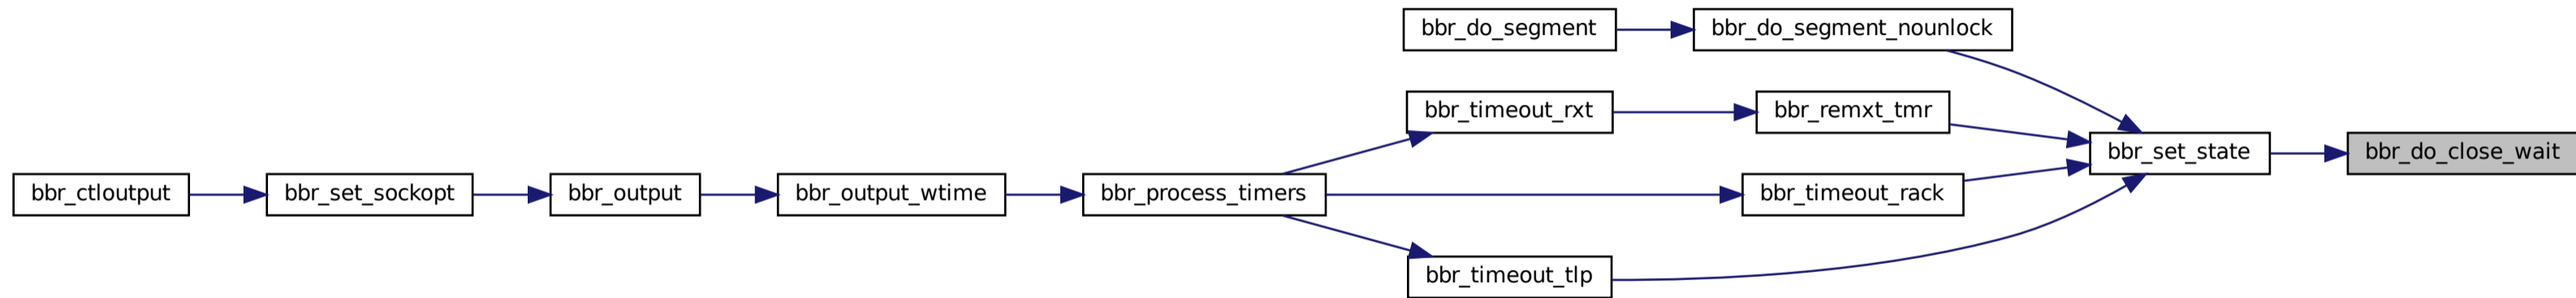 bbr_do_segment
bbr_do_segment_nounlock
bbr_timeout_rxt
bbr_remxt_tmr
bbr_set_state
bbr_do_close_wait
bbr_ctloutput
bbr_set_sockopt
bbr_output
bbr_output_wtime
bbr_process_timers
bbr_timeout_rack
bbr_timeout_tlp